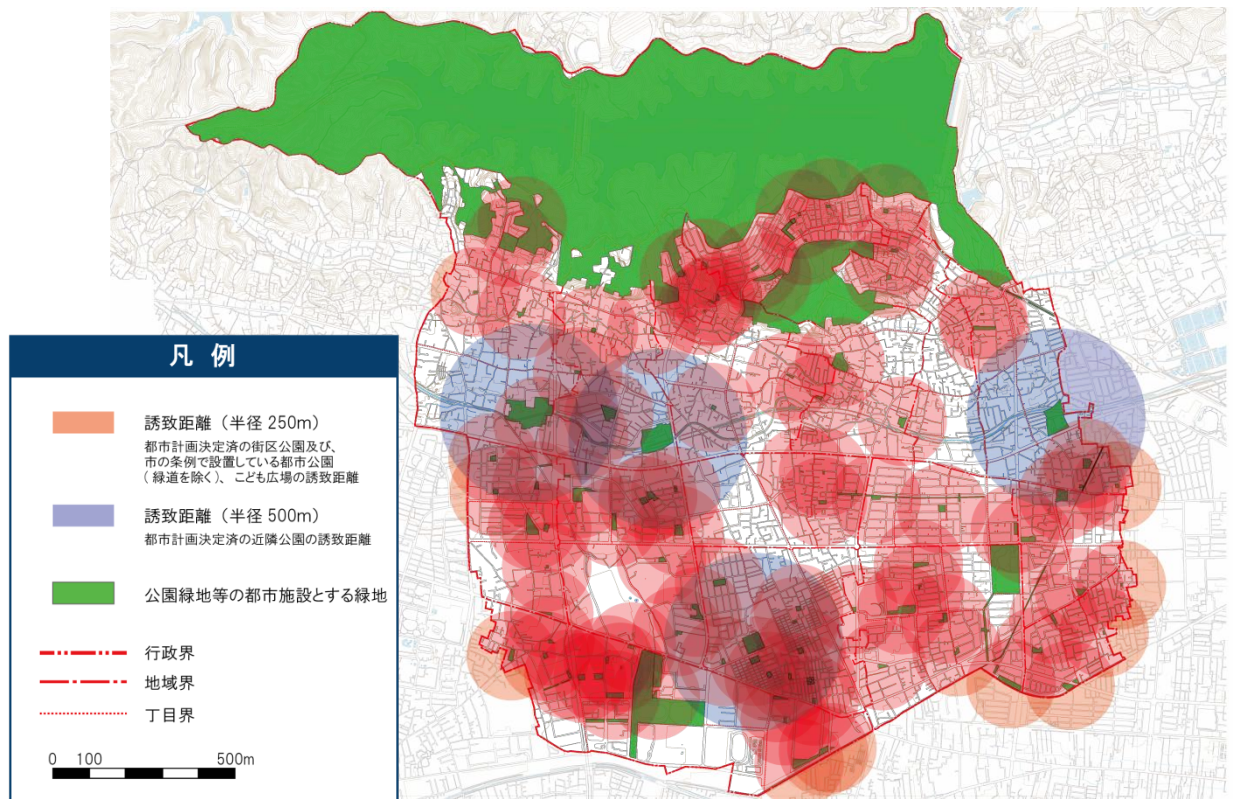 凡 例
誘致距離（半径 250m）
都市計画決定済の街区公園及び、
市の条例で設置している都市公園
（緑道を除く）、こども広場の誘致距離
誘致距離（半径 500m）
都市計画決定済の近隣公園の誘致距離
公園緑地等の都市施設とする緑地
行政界
地域界
丁目界
0 100 500m